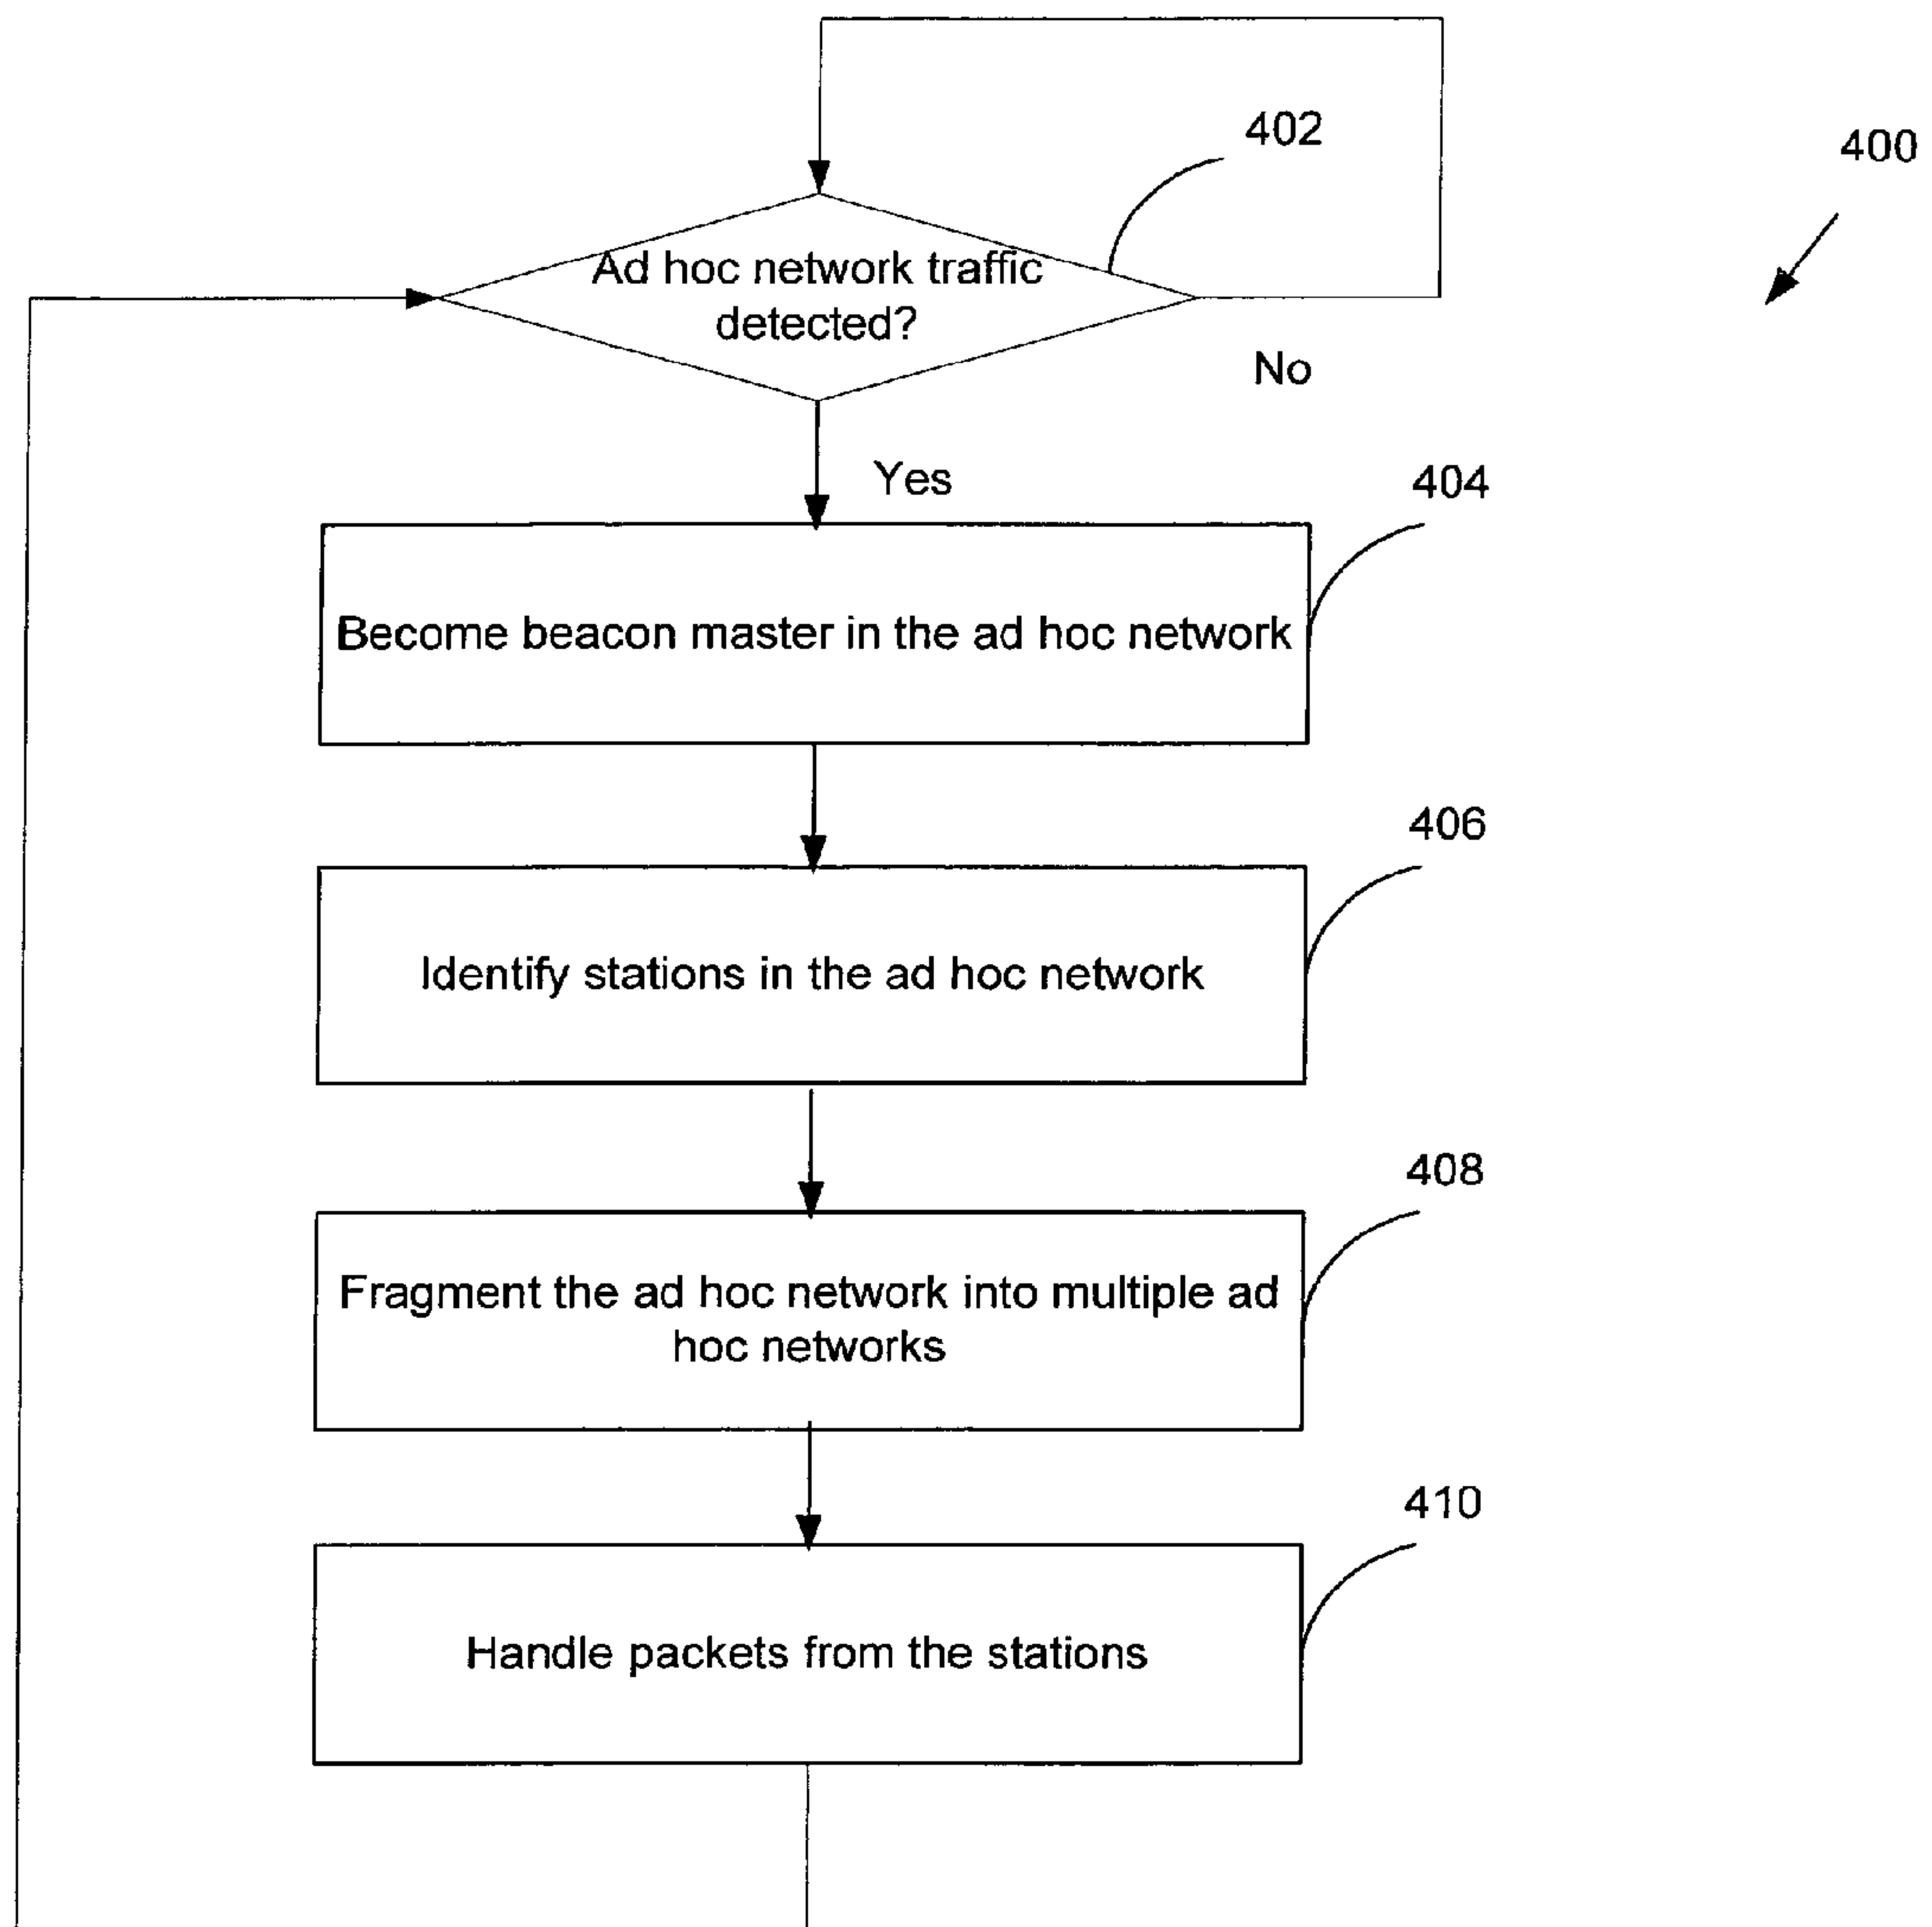 402
400
Ad hoc network traffic
detected?
No
Yes
404
Become beacon master in the ad hoc network
406
Identify stations in the ad hoc network
408
Fragment the ad hoc network into multiple ad
hoc networks
410
Handle packets from the stations